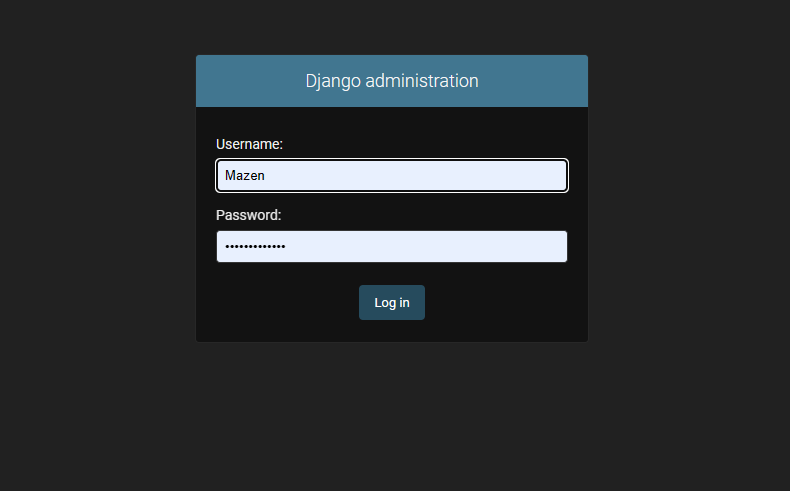 Django administration
Username:
Mazen
Password:
•••••••••••••
Log in